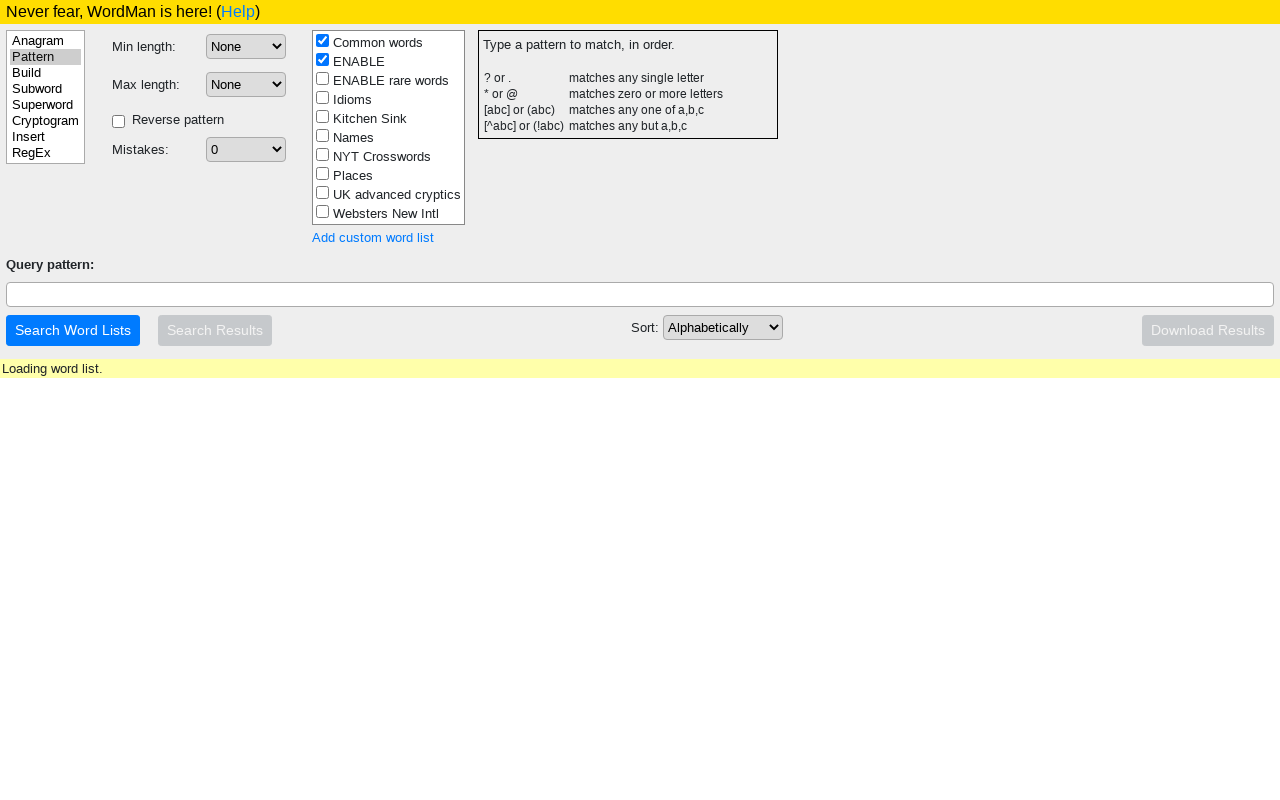 Never fear, WordMan is here! (Help)
Anagram
Pattern
Build
Subword
Superword
Cryptogram
Insert
RegEx
Min length: None
Max length: None
Reverse pattern
Mistakes: 0
Common words
ENABLE
ENABLE rare words
Idioms
Kitchen Sink
Names
NYT Crosswords
Places
UK advanced cryptics
Websters New Intl
Add custom word list
Type a pattern to match, in order.
? or . matches any single letter
* or @ matches zero or more letters
[abc] or (abc) matches any one of a,b,c
[^abc] or (!abc) matches any but a,b,c
Query pattern:
Search Word Lists Search Results Sort: Alphabetically Download Results
Loading word list.